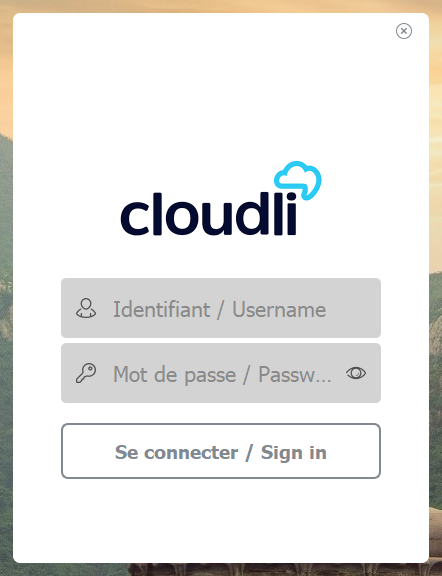 cloudli
Identifiant / Username
Mot de passe / Passw...
Se connecter / Sign in